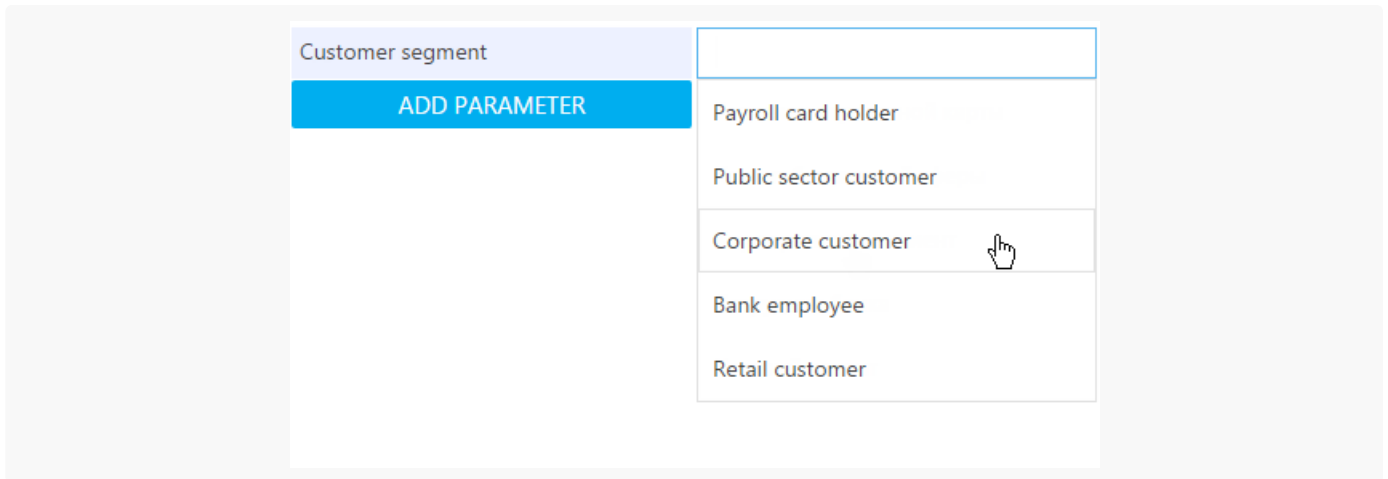 Customer segment
ADD PARAMETER
Payroll card holder
Public sector customer
Corporate customer
Bank employee
Retail customer